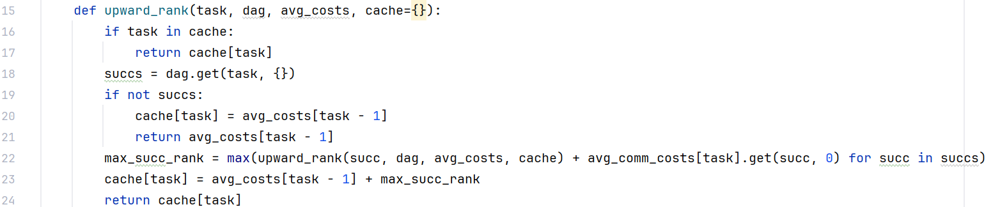 15 def upward_rank(task, dag, avg_costs, cache={}):
16 if task in cache:
17 return cache[task]
18 succs = dag.get(task, {})
19 if not succs:
20 cache[task] = avg_costs[task - 1]
21 return avg_costs[task - 1]
22 max_succ_rank = max(upward_rank(succ, dag, avg_costs, cache) + avg_comm_costs[task].get(succ, 0) for succ in succs)
23 cache[task] = avg_costs[task - 1] + max_succ_rank
24 return cache[task]